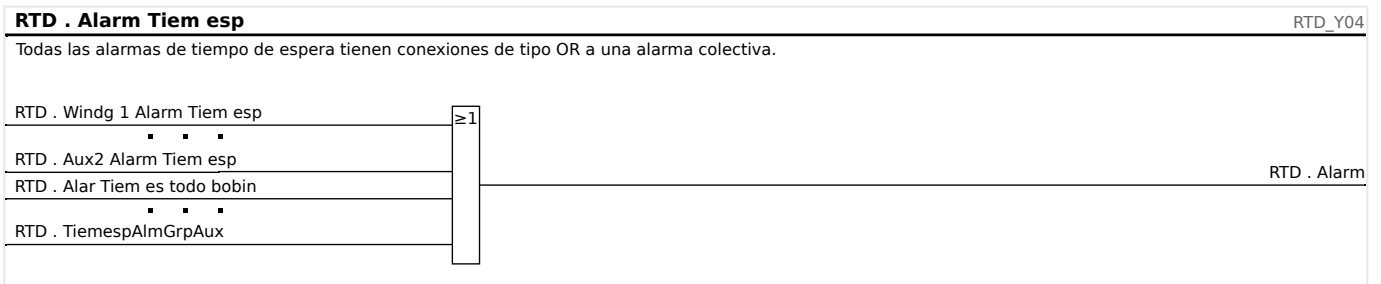 RTD . Alarm Tiem esp
RTD_Y04
Todas las alarmas de tiempo de espera tienen conexiones de tipo OR a una alarma colectiva.
RTD . Windg 1 Alarm Tiem esp
≥1
RTD . Aux2 Alarm Tiem esp
RTD . Alarm
RTD . Alar Tiem es todo bobin
RTD . TiemespAlmGrpAux